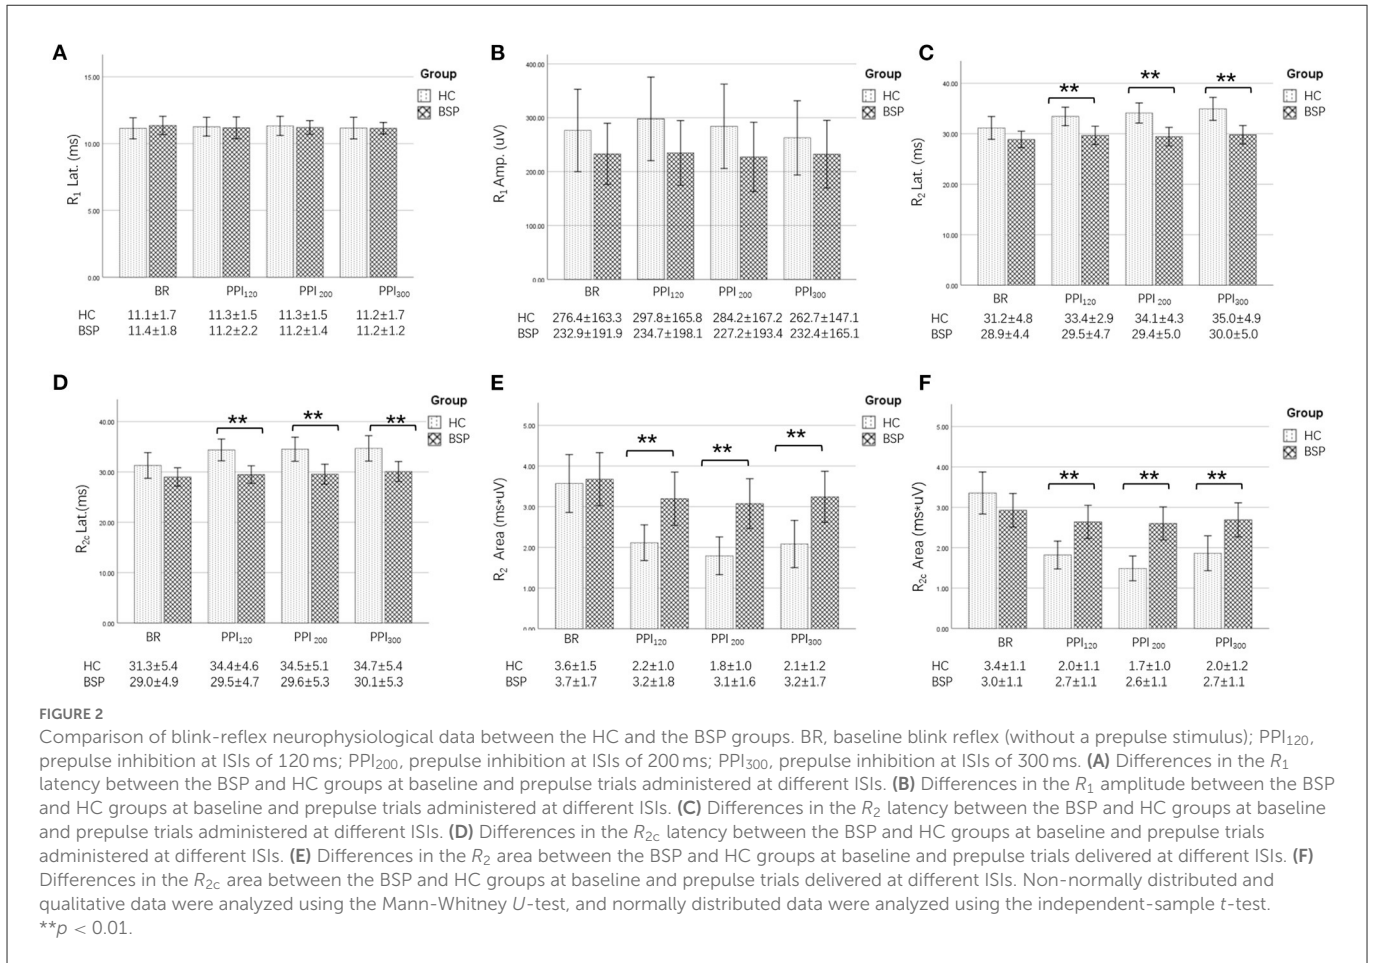 A
Group
HC
BSP
15.00
10.00
5.00
0.00
R1 Lat. (ms)
BR PPI120 PPI 200 PPI300
HC 11.1±1.7 11.3±1.5 11.3±1.5 11.2±1.7
BSP 11.4±1.8 11.2±2.2 11.2±1.4 11.2±1.2
B
Group
HC
BSP
400.00
300.00
200.00
100.00
0.00
R1 Amp. (uV)
BR PPI120 PPI 200 PPI300
HC 276.4±163.3 297.8±165.8 284.2±167.2 262.7±147.1
BSP 232.9±191.9 234.7±198.1 227.2±193.4 232.4±165.1
C
Group
HC
BSP
** ** **
40.00
30.00
20.00
10.00
0.00
R2 Lat. (ms)
BR PPI120 PPI 200 PPI300
HC 31.2±4.8 33.4±2.9 34.1±4.3 35.0±4.9
BSP 28.9±4.4 29.5±4.7 29.4±5.0 30.0±5.0
D
Group
HC
BSP
** ** **
40.00
30.00
20.00
10.00
0.00
R2c Lat.(ms)
BR PPI120 PPI 200 PPI300
HC 31.3±5.4 34.4±4.6 34.5±5.1 34.7±5.4
BSP 29.0±4.9 29.5±4.7 29.6±5.3 30.1±5.3
E
Group
HC
BSP
** ** **
5.00
4.00
3.00
2.00
1.00
0.00
R2 Area (ms*uV)
BR PPI120 PPI 200 PPI300
HC 3.6±1.5 2.2±1.0 1.8±1.0 2.1±1.2
BSP 3.7±1.7 3.2±1.8 3.1±1.6 3.2±1.7
F
Group
HC
BSP
** ** **
5.00
4.00
3.00
2.00
1.00
0.00
R2c Area (ms*uV)
BR PPI120 PPI 200 PPI300
HC 3.4±1.1 2.0±1.1 1.7±1.0 2.0±1.2
BSP 3.0±1.1 2.7±1.1 2.6±1.1 2.7±1.1
FIGURE 2
Comparison of blink-reflex neurophysiological data between the HC and the BSP groups. BR, baseline blink reflex (without a prepulse stimulus); PPI120,
prepulse inhibition at ISIs of 120 ms; PPI200, prepulse inhibition at ISIs of 200 ms; PPI300, prepulse inhibition at ISIs of 300 ms. (A) Differences in the R1
latency between the BSP and HC groups at baseline and prepulse trials administered at different ISIs. (B) Differences in the R1 amplitude between the BSP
and HC groups at baseline and prepulse trials administered at different ISIs. (C) Differences in the R2 latency between the BSP and HC groups at baseline
and prepulse trials administered at different ISIs. (D) Differences in the R2c latency between the BSP and HC groups at baseline and prepulse trials
administered at different ISIs. (E) Differences in the R2 area between the BSP and HC groups at baseline and prepulse trials delivered at different ISIs. (F)
Differences in the R2c area between the BSP and HC groups at baseline and prepulse trials delivered at different ISIs. Non-normally distributed and
qualitative data were analyzed using the Mann-Whitney U-test, and normally distributed data were analyzed using the independent-sample t-test.
**p < 0.01.